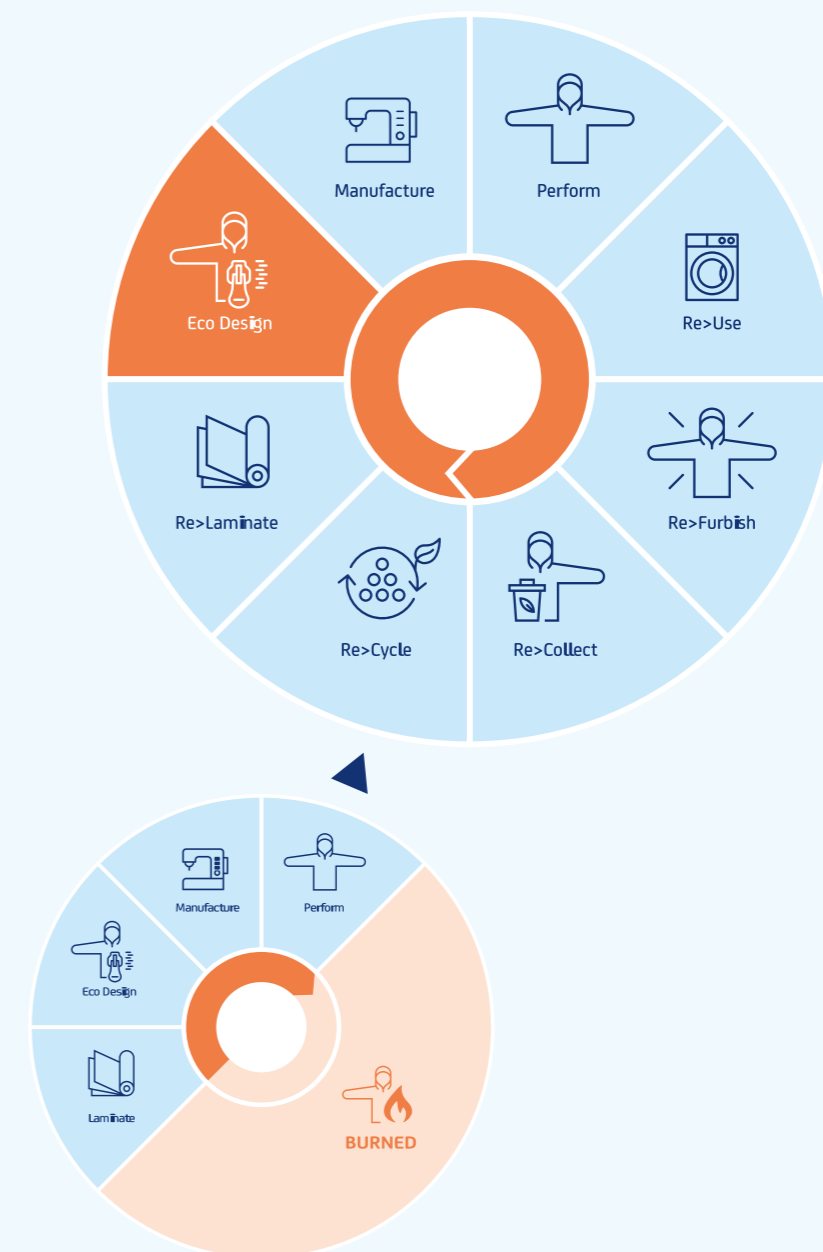 Manufacture
Perform
Eco Design
Re>Use
Re>Laminate
Re>Furbish
Re>Cycle
Re>Collect
Manufacture
Perform
Eco Design
Laminate
BURNED